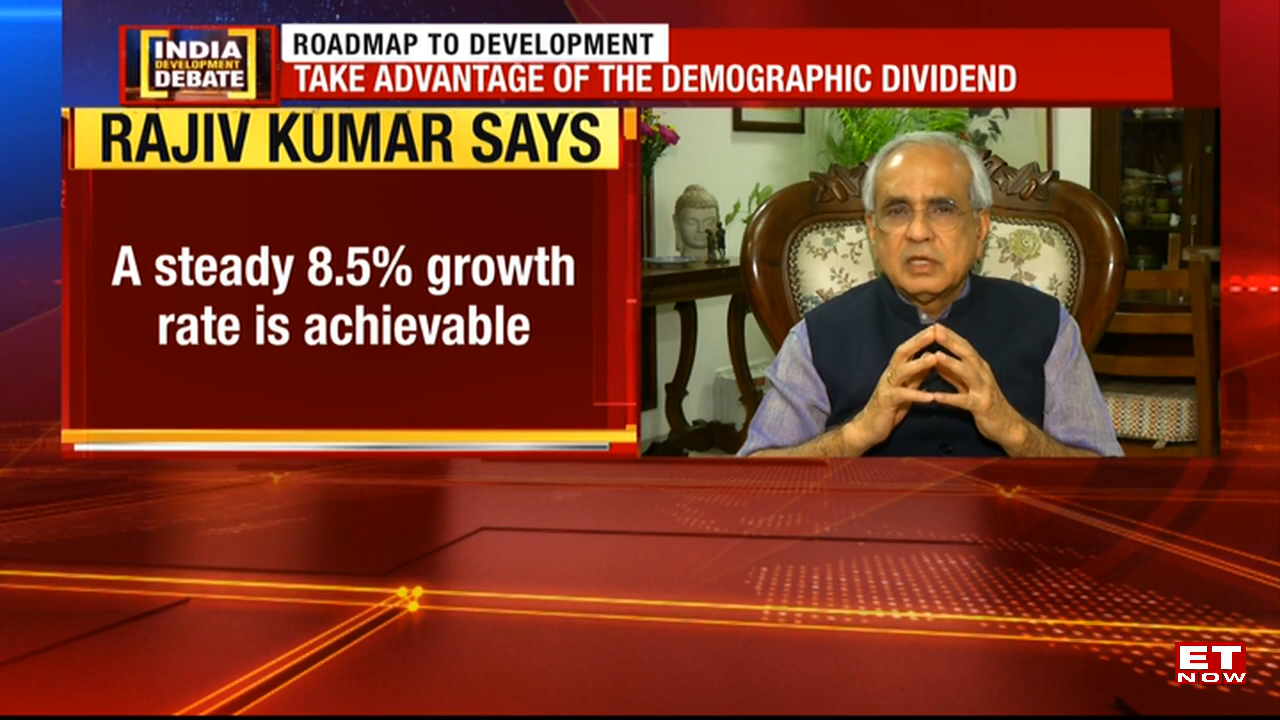 INDIA
DEVELOPMENT
DEBATE
ROADMAP TO DEVELOPMENT
TAKE ADVANTAGE OF THE DEMOGRAPHIC DIVIDEND
RAJIV KUMAR SAYS
A steady 8.5% growth
rate is achievable
ET
NOW